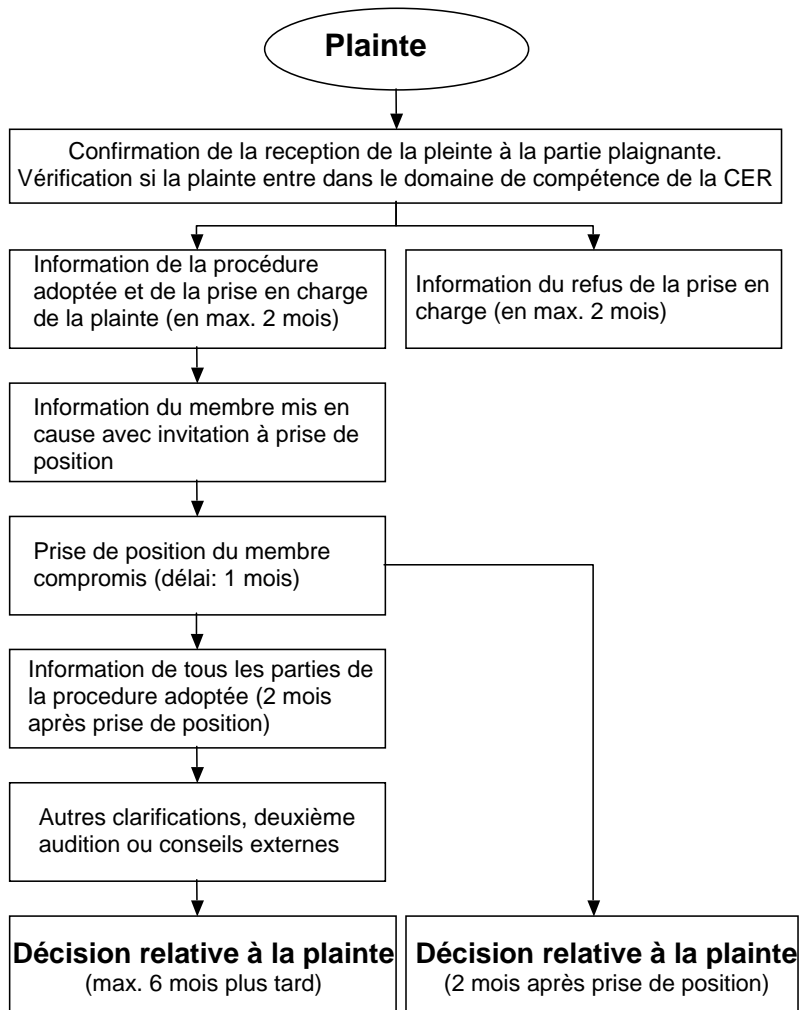 Plainte
Confirmation de la reception de la pleinte à la partie plaignante.
Vérification si la plainte entre dans le domaine de compétence de la CER
Information de la procédure
adoptée et de la prise en charge
de la plainte (en max. 2 mois)
Information du refus de la prise en
charge (en max. 2 mois)
Information du membre mis en
cause avec invitation à prise de
position
Prise de position du membre
compromis (délai: 1 mois)
Information de tous les parties de
la procedure adoptée (2 mois
après prise de position)
Autres clarifications, deuxième
audition ou conseils externes
Décision relative à la plainte
(max. 6 mois plus tard)
Décision relative à la plainte
(2 mois après prise de position)